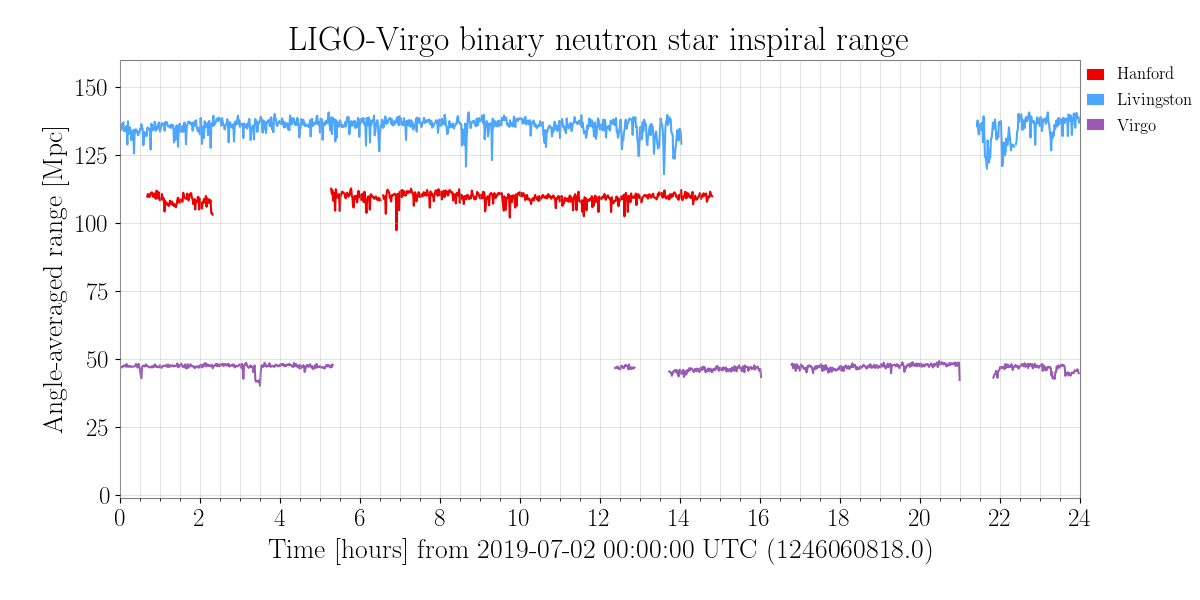 LIGO-Virgo binary neutron star inspiral range
Hanford
Livingston
Virgo
Angle-averaged range [Mpc]
150
125
100
75
50
25
0
0 2 4 6 8 10 12 14 16 18 20 22 24
Time [hours] from 2019-07-02 00:00:00 UTC (1246060818.0)